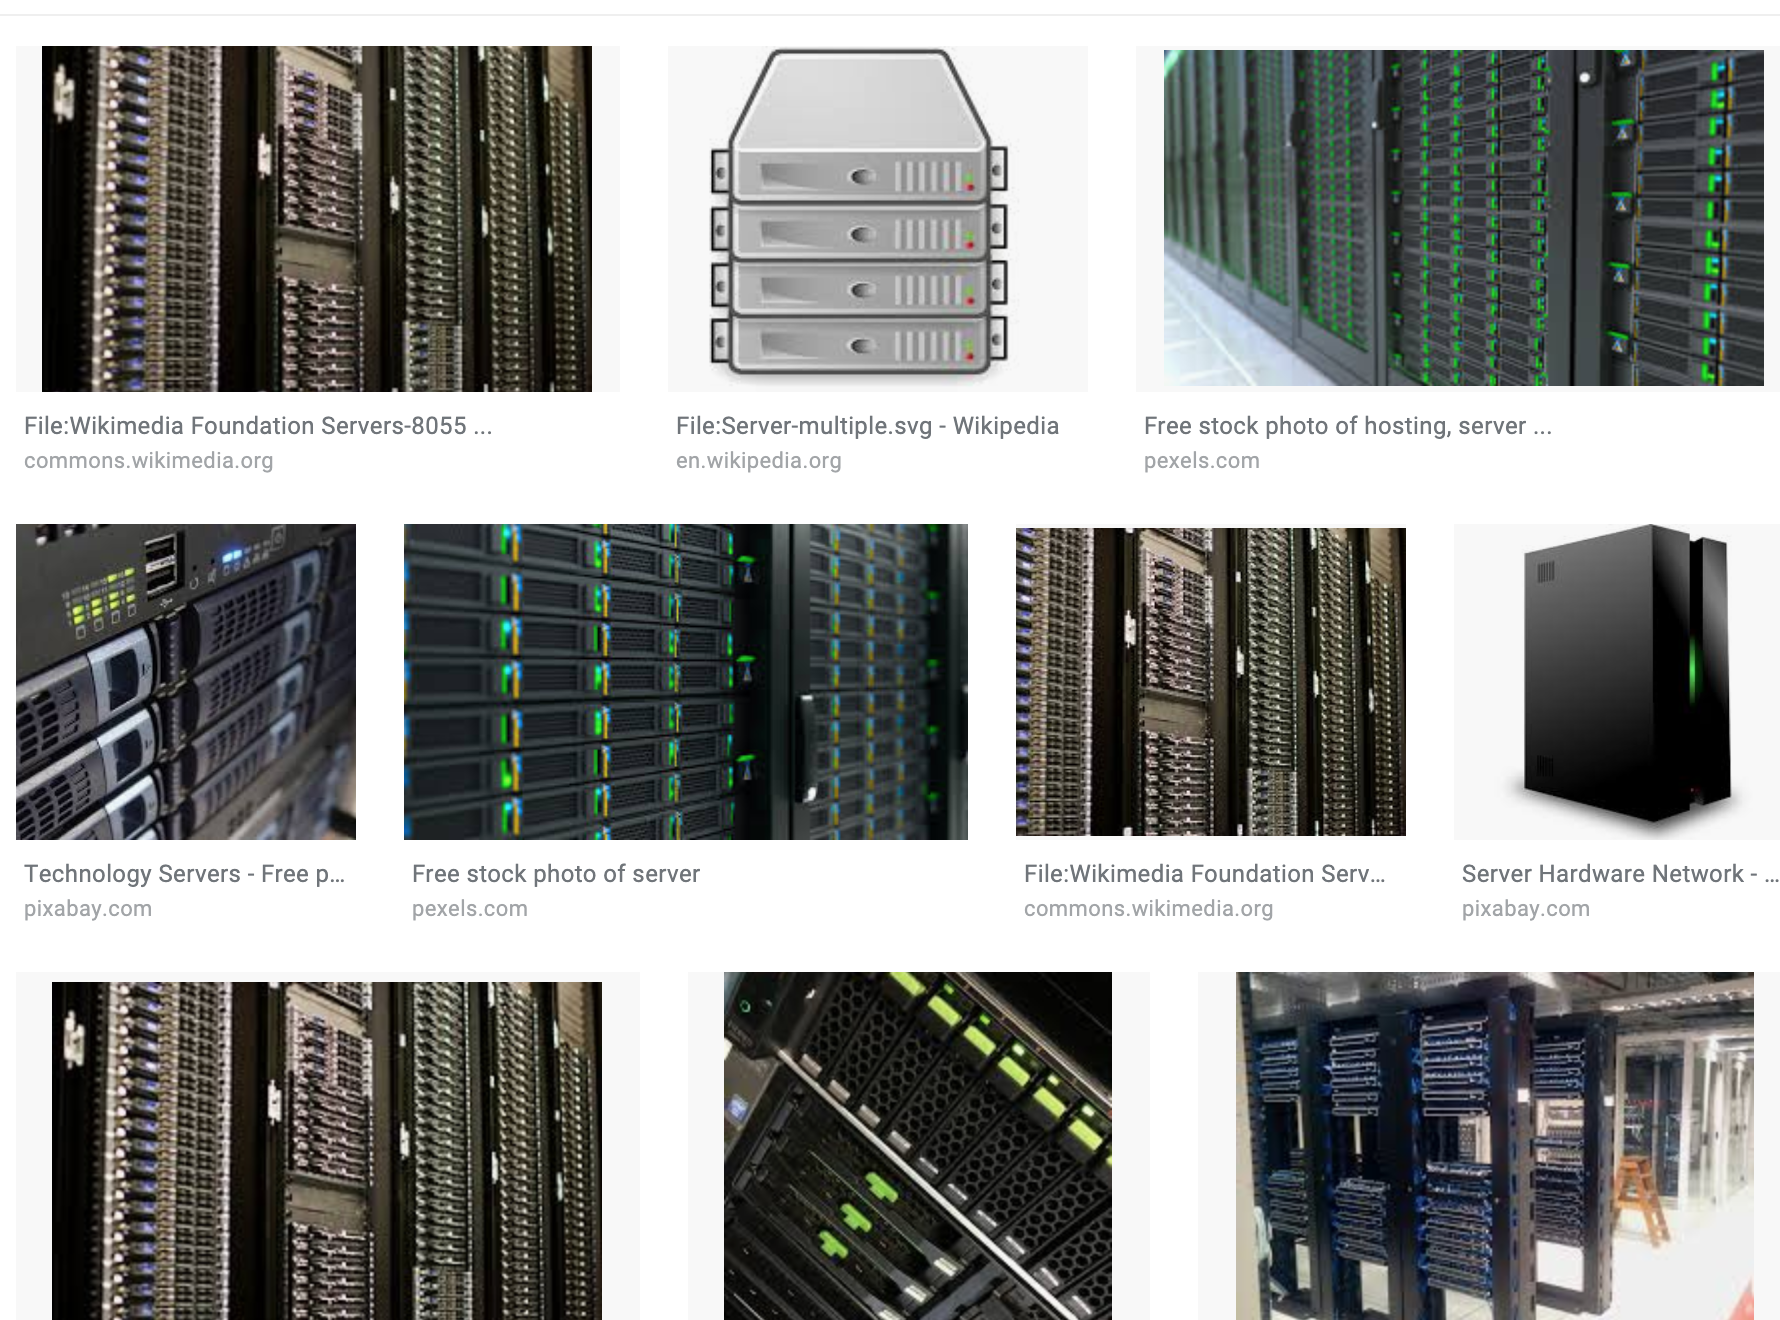 File:Wikimedia Foundation Servers-8055 ...
commons.wikimedia.org
File:Server-multiple.svg - Wikipedia
en.wikipedia.org
Free stock photo of hosting, server ...
pexels.com
Technology Servers - Free p...
pixabay.com
Free stock photo of server
pexels.com
File:Wikimedia Foundation Serv...
commons.wikimedia.org
Server Hardware Network - ...
pixabay.com